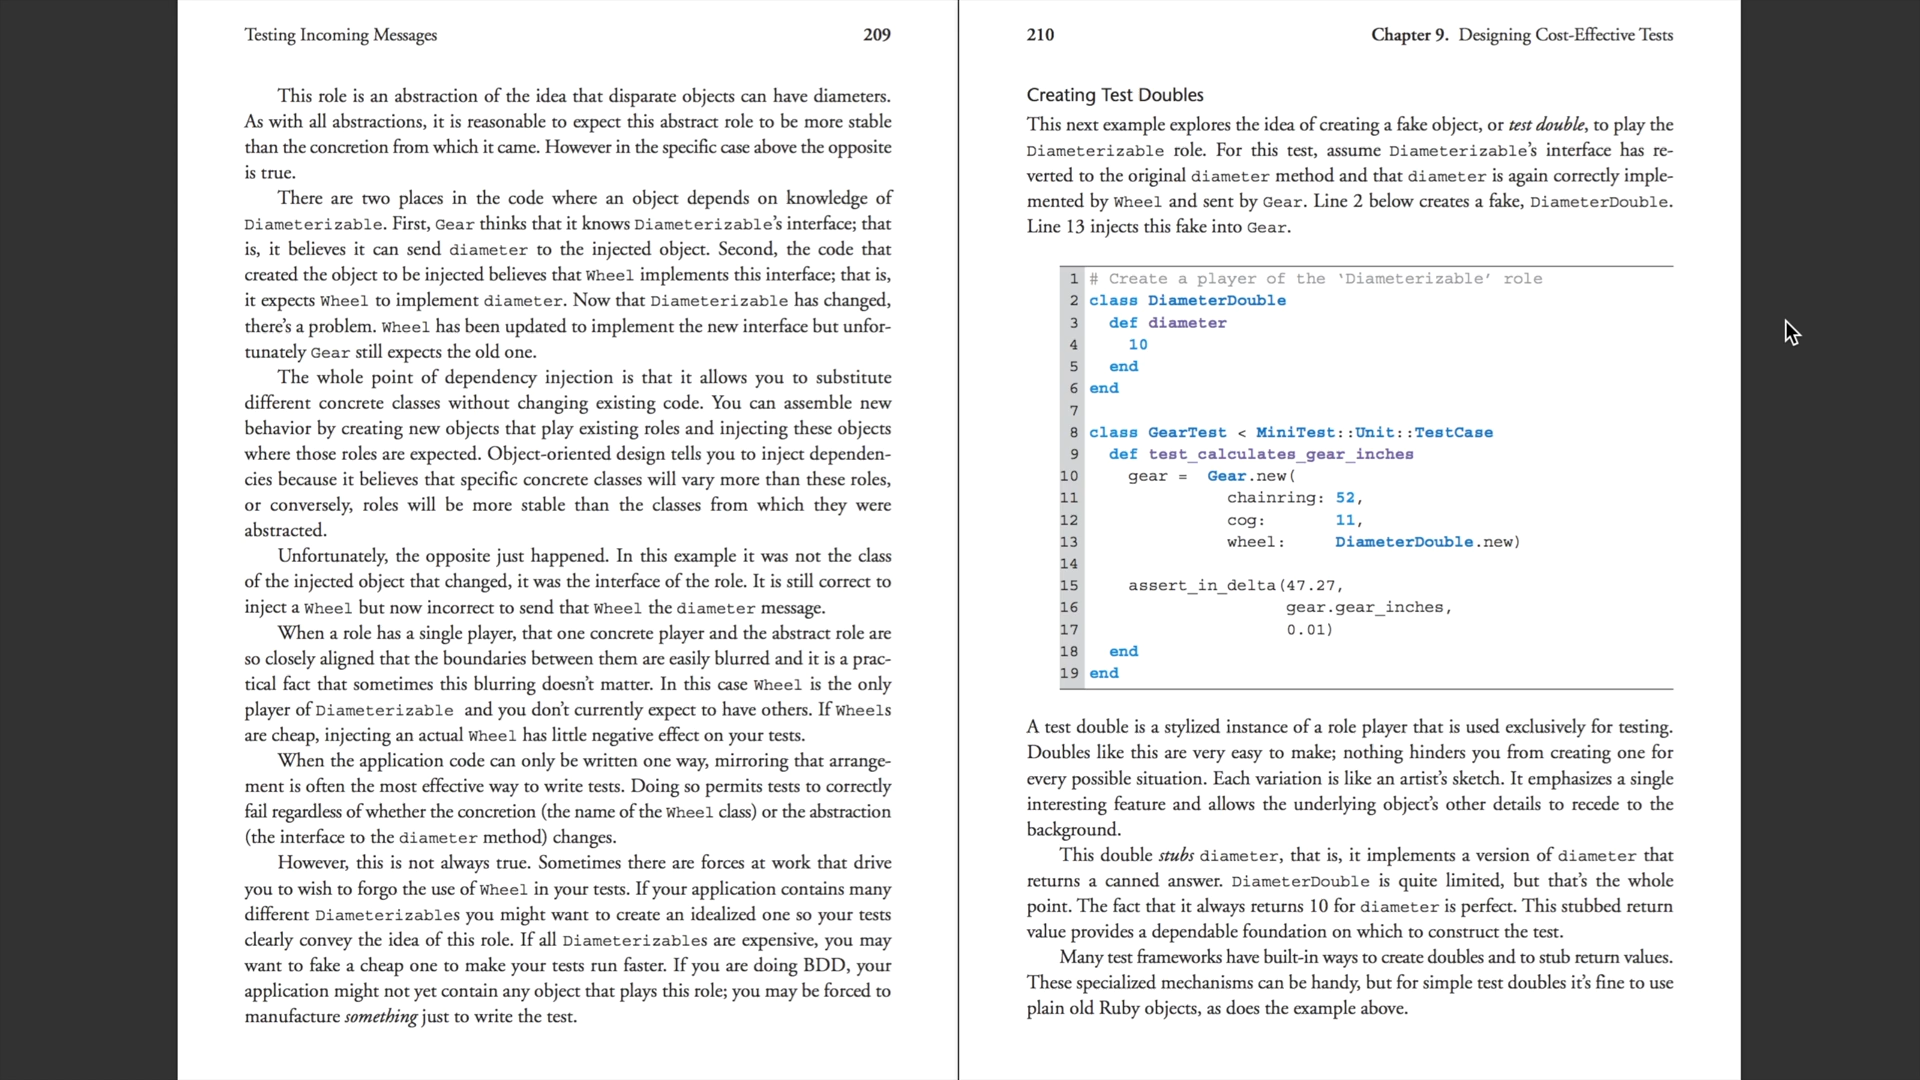 Testing Incoming Messages 209
This role is an abstraction of the idea that disparate objects can have diameters.
As with all abstractions, it is reasonable to expect this abstract role to be more stable
than the concretion from which it came. However in the specific case above the opposite
is true.
There are two places in the code where an object depends on knowledge of
Diameterizable. First, Gear thinks that it knows Diameterizable’s interface; that
is, it believes it can send diameter to the injected object. Second, the code that
created the object to be injected believes that Wheel implements this interface; that is,
it expects Wheel to implement diameter. Now that Diameterizable has changed,
there’s a problem. Wheel has been updated to implement the new interface but unfor-
tunately Gear still expects the old one.
The whole point of dependency injection is that it allows you to substitute
different concrete classes without changing existing code. You can assemble new
behavior by creating new objects that play existing roles and injecting these objects
where those roles are expected. Object-oriented design tells you to inject dependen-
cies because it believes that specific concrete classes will vary more than these roles,
or conversely, roles will be more stable than the classes from which they were
abstracted.
Unfortunately, the opposite just happened. In this example it was not the class
of the injected object that changed, it was the interface of the role. It is still correct to
inject a Wheel but now incorrect to send that Wheel the diameter message.
When a role has a single player, that one concrete player and the abstract role are
so closely aligned that the boundaries between them are easily blurred and it is a prac-
tical fact that sometimes this blurring doesn’t matter. In this case Wheel is the only
player of Diameterizable and you don’t currently expect to have others. If Wheels
are cheap, injecting an actual Wheel has little negative effect on your tests.
When the application code can only be written one way, mirroring that arrange-
ment is often the most effective way to write tests. Doing so permits tests to correctly
fail regardless of whether the concretion (the name of the Wheel class) or the abstraction
(the interface to the diameter method) changes.
However, this is not always true. Sometimes there are forces at work that drive
you to wish to forgo the use of Wheel in your tests. If your application contains many
different Diameterizables you might want to create an idealized one so your tests
clearly convey the idea of this role. If all Diameterizables are expensive, you may
want to fake a cheap one to make your tests run faster. If you are doing BDD, your
application might not yet contain any object that plays this role; you may be forced to
manufacture something just to write the test.
210 Chapter 9. Designing Cost-Effective Tests
Creating Test Doubles
This next example explores the idea of creating a fake object, or test double, to play the
Diameterizable role. For this test, assume Diameterizable’s interface has re-
verted to the original diameter method and that diameter is again correctly imple-
mented by Wheel and sent by Gear. Line 2 below creates a fake, DiameterDouble.
Line 13 injects this fake into Gear.
1 # Create a player of the ‘Diameterizable’ role
2 class DiameterDouble
3 def diameter
4 10
5 end
6 end
7
8 class GearTest < MiniTest::Unit::TestCase
9 def test_calculates_gear_inches
10 gear = Gear.new(
11 chainring: 52,
12 cog: 11,
13 wheel: DiameterDouble.new)
14
15 assert_in_delta(47.27,
16 gear.gear_inches,
17 0.01)
18 end
19 end
A test double is a stylized instance of a role player that is used exclusively for testing.
Doubles like this are very easy to make; nothing hinders you from creating one for
every possible situation. Each variation is like an artist’s sketch. It emphasizes a single
interesting feature and allows the underlying object’s other details to recede to the
background.
This double stubs diameter, that is, it implements a version of diameter that
returns a canned answer. DiameterDouble is quite limited, but that’s the whole
point. The fact that it always returns 10 for diameter is perfect. This stubbed return
value provides a dependable foundation on which to construct the test.
Many test frameworks have built-in ways to create doubles and to stub return values.
These specialized mechanisms can be handy, but for simple test doubles it’s fine to use
plain old Ruby objects, as does the example above.